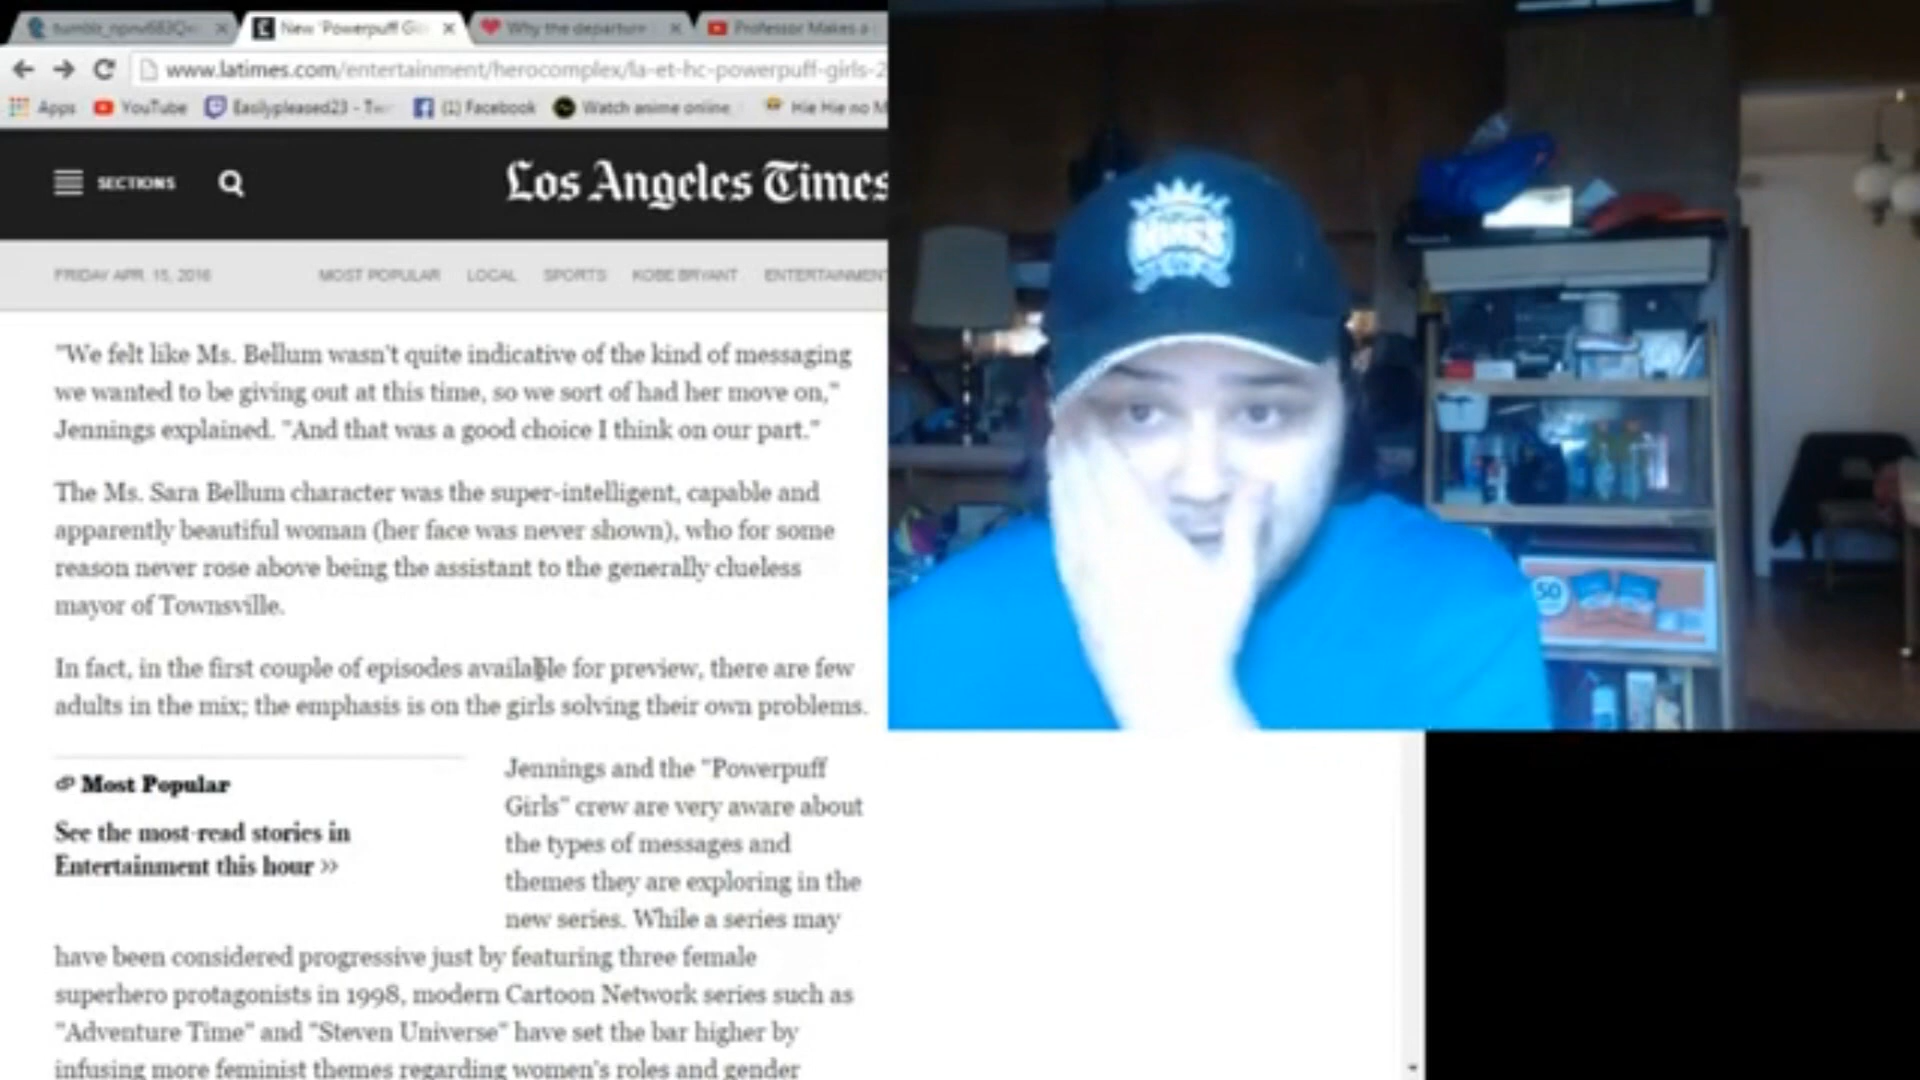 New 'Powerpuff Gi
Why the departure
Professor Makes a
www.latimes.com/entertainment/herocomplex/la-et-hc-powerpuff-girls-2
Apps
YouTube
Easilypleased23 - Tw
(1) Facebook
Watch anime online
Hie Hie no M
SECTIONS
Los Angeles Times
FRIDAY APR. 15, 2016
MOST POPULAR
LOCAL
SPORTS
KOBE BRYANT
ENTERTAINMENT
KINGS
"We felt like Ms. Bellum wasn't quite indicative of the kind of messaging
we wanted to be giving out at this time, so we sort of had her move on,"
Jennings explained. "And that was a good choice I think on our part."
The Ms. Sara Bellum character was the super-intelligent, capable and
apparently beautiful woman (her face was never shown), who for some
reason never rose above being the assistant to the generally clueless
mayor of Townsville.
In fact, in the first couple of episodes available for preview, there are few
adults in the mix; the emphasis is on the girls solving their own problems.
50
Most Popular
See the most-read stories in
Entertainment this hour >>
Jennings and the "Powerpuff
Girls" crew are very aware about
the types of messages and
themes they are exploring in the
new series. While a series may
have been considered progressive just by featuring three female
superhero protagonists in 1998, modern Cartoon Network series such as
"Adventure Time" and "Steven Universe" have set the bar higher by
infusing more feminist themes regarding women's roles and gender